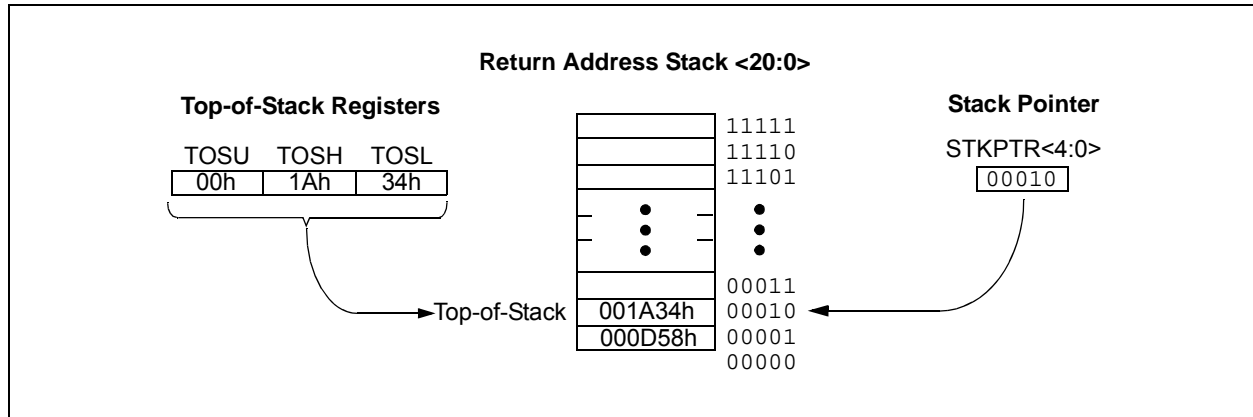 Return Address Stack <20:0>
Top-of-Stack Registers
Stack Pointer
TOSU TOSH TOSL
STKPTR<4:0>
00h 1Ah 34h
00010
11111
11110
11101
00011
Top-of-Stack 001A34h 00010
000D58h 00001
00000